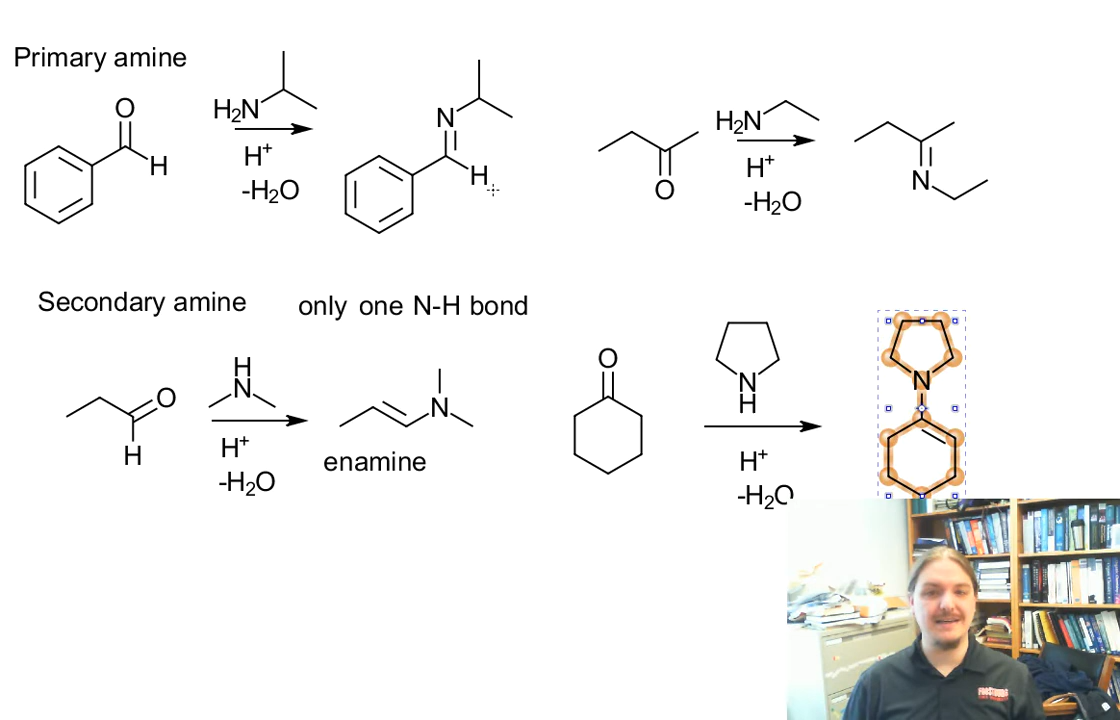 Primary amine
O
H
H₂N
H⁺
-H₂O
N
H
O
H₂N
H⁺
-H₂O
N
Secondary amine only one N-H bond
O
H
H
N
H⁺
-H₂O
N
enamine
O
N
H
H⁺
-H₂O
N